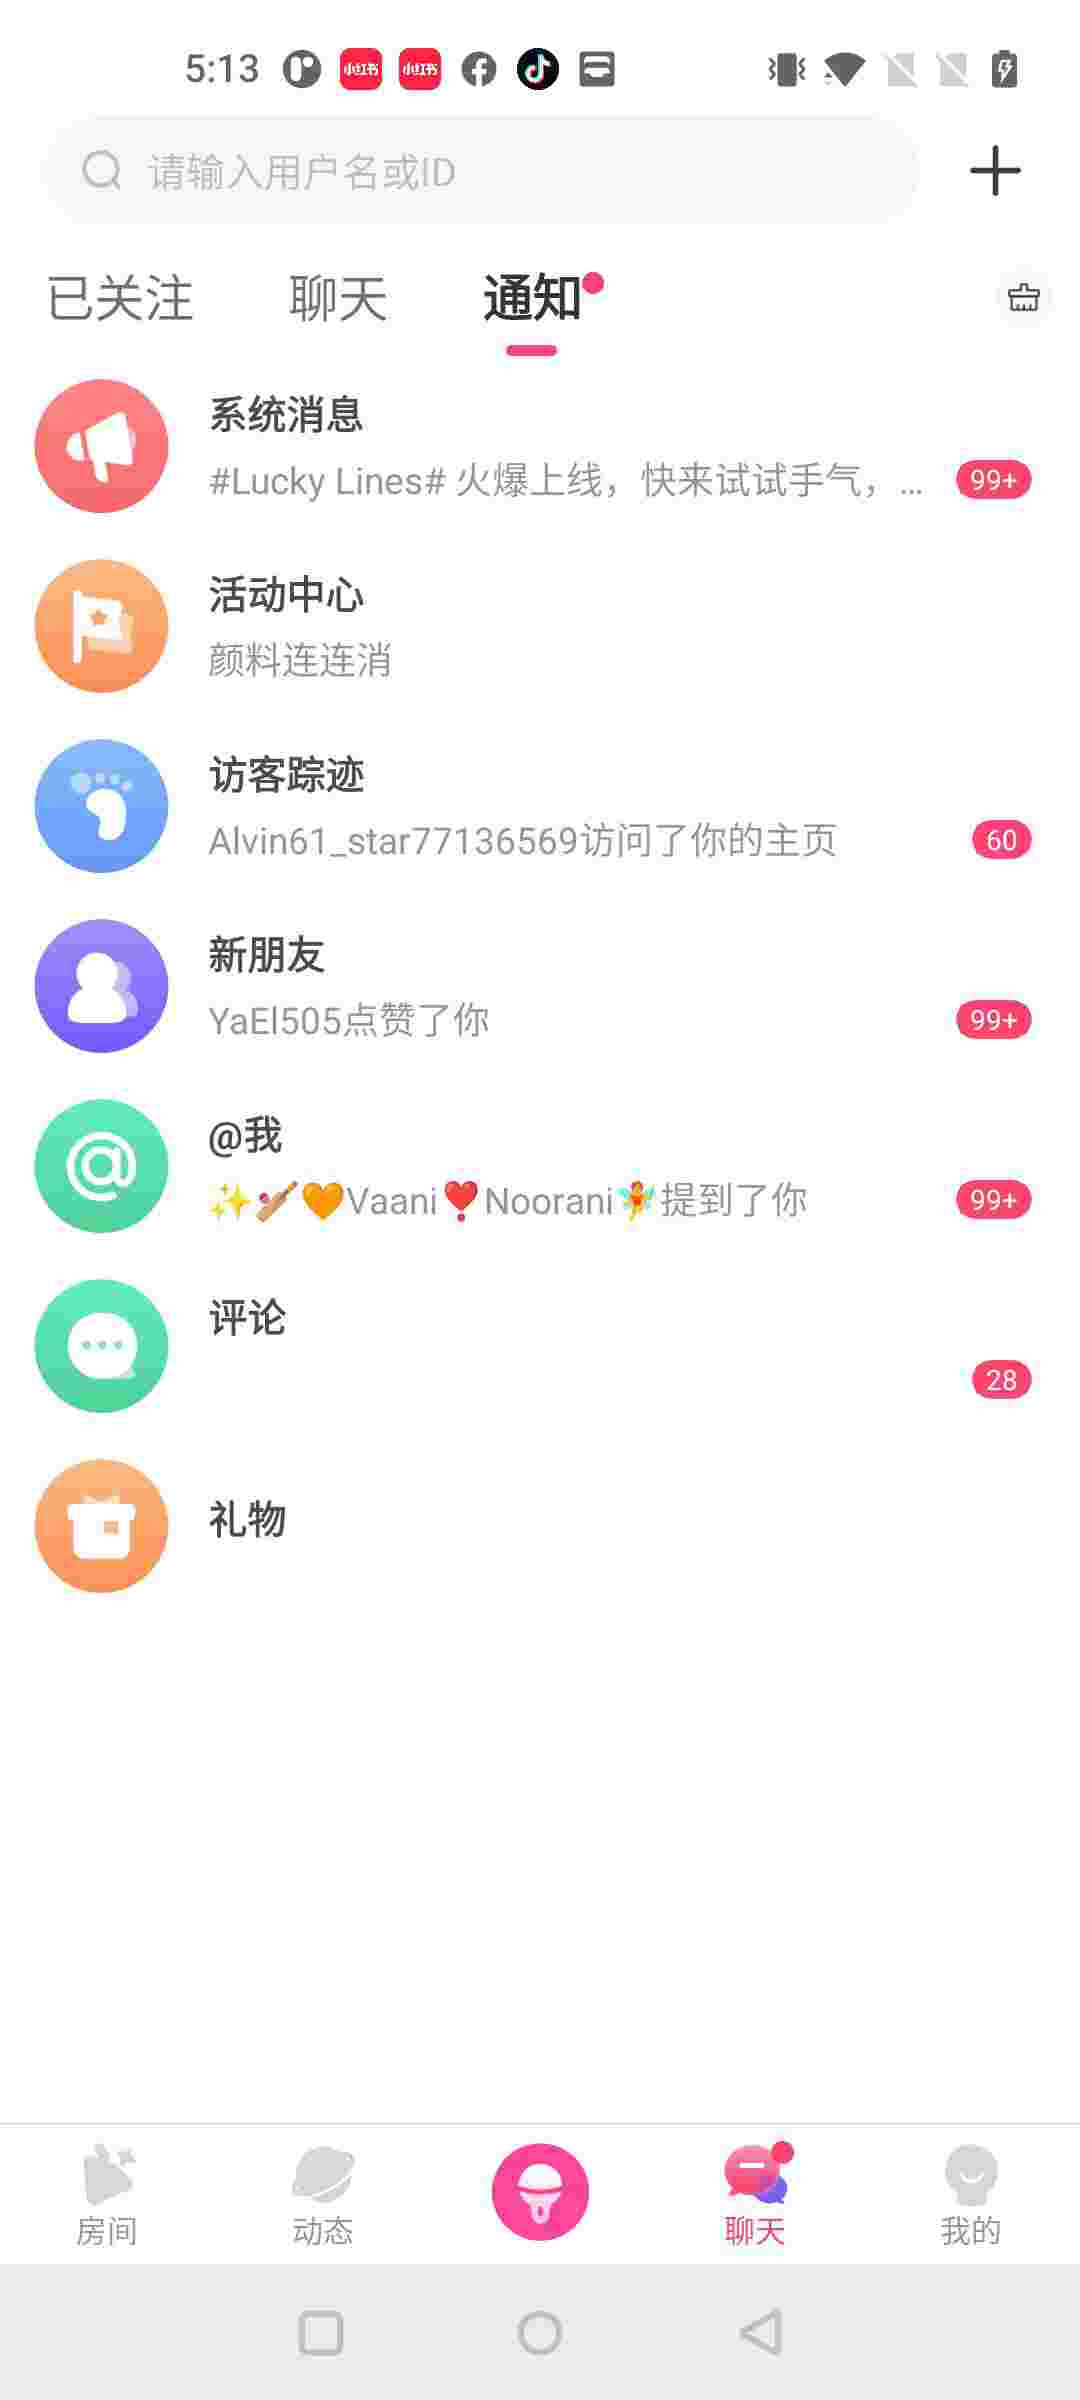 5:13
小红书
小红书
请输入用户名或ID
已关注
聊天
通知
系统消息
#Lucky Lines# 火爆上线，快来试试手气，...
99+
活动中心
颜料连连消
访客踪迹
Alvin61_star77136569访问了你的主页
60
新朋友
YaEl505点赞了你
99+
@我
✨🏏🧡Vaani❣️Noorani🧚提到了你
99+
评论
28
礼物
房间
动态
聊天
我的